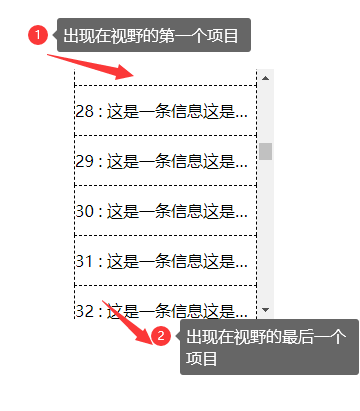 1 出现在视野的第一个项目
28 : 这是一条信息这是...
29 : 这是一条信息这是...
30 : 这是一条信息这是...
31 : 这是一条信息这是...
32 : 这是一条信息这是...
2 出现在视野的最后一个
项目